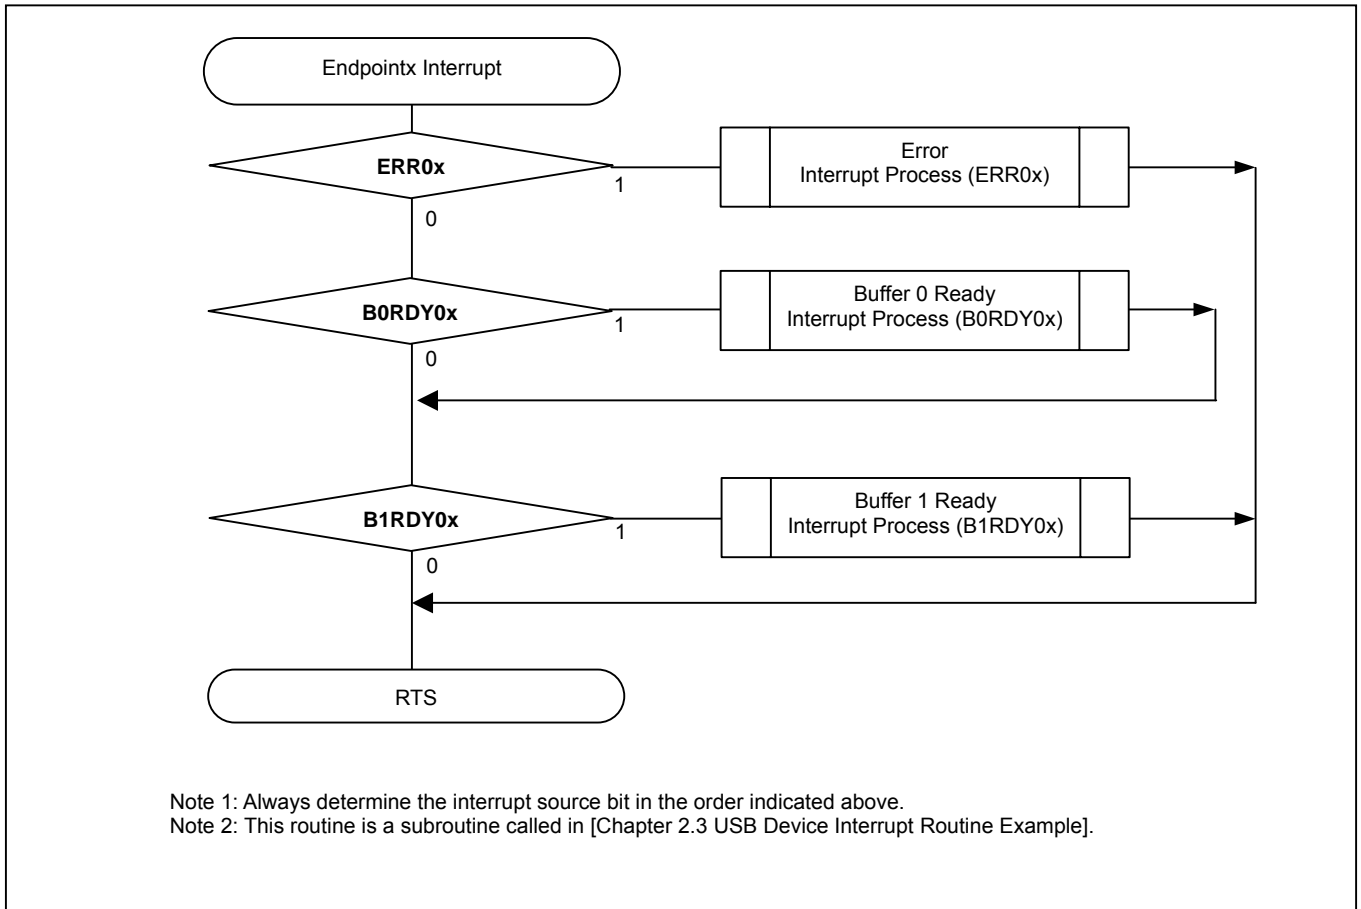 Endpointx Interrupt
ERR0x
1
0
Error
Interrupt Process (ERR0x)
B0RDY0x
1
0
Buffer 0 Ready
Interrupt Process (B0RDY0x)
B1RDY0x
1
0
Buffer 1 Ready
Interrupt Process (B1RDY0x)
RTS
Note 1: Always determine the interrupt source bit in the order indicated above.
Note 2: This routine is a subroutine called in [Chapter 2.3 USB Device Interrupt Routine Example].